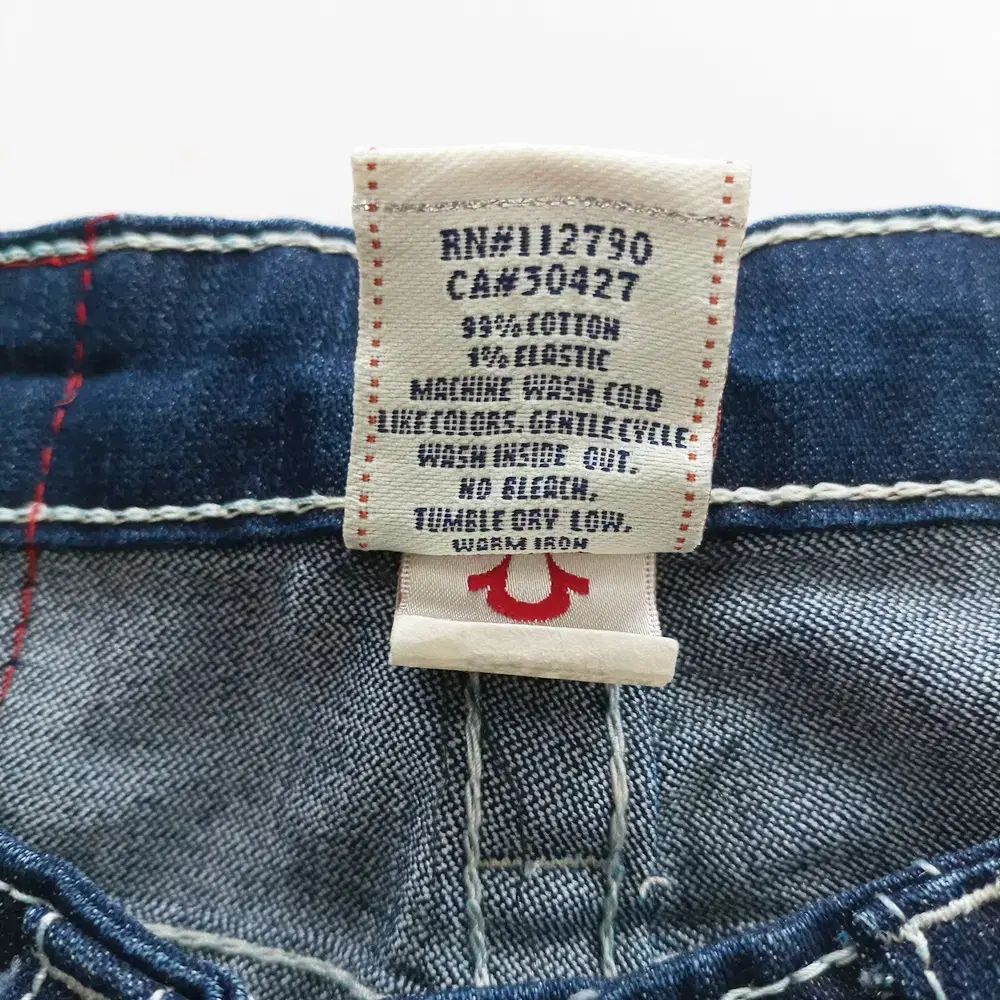 RN#112790
CA#30427
99% COTTON
1% ELASTIC
MACHINE WASH COLD
LIKE COLORS. GENTLE CYCLE
WASH INSIDE OUT.
NO BLEACH.
TUMBLE DRY LOW.
WARM IRON